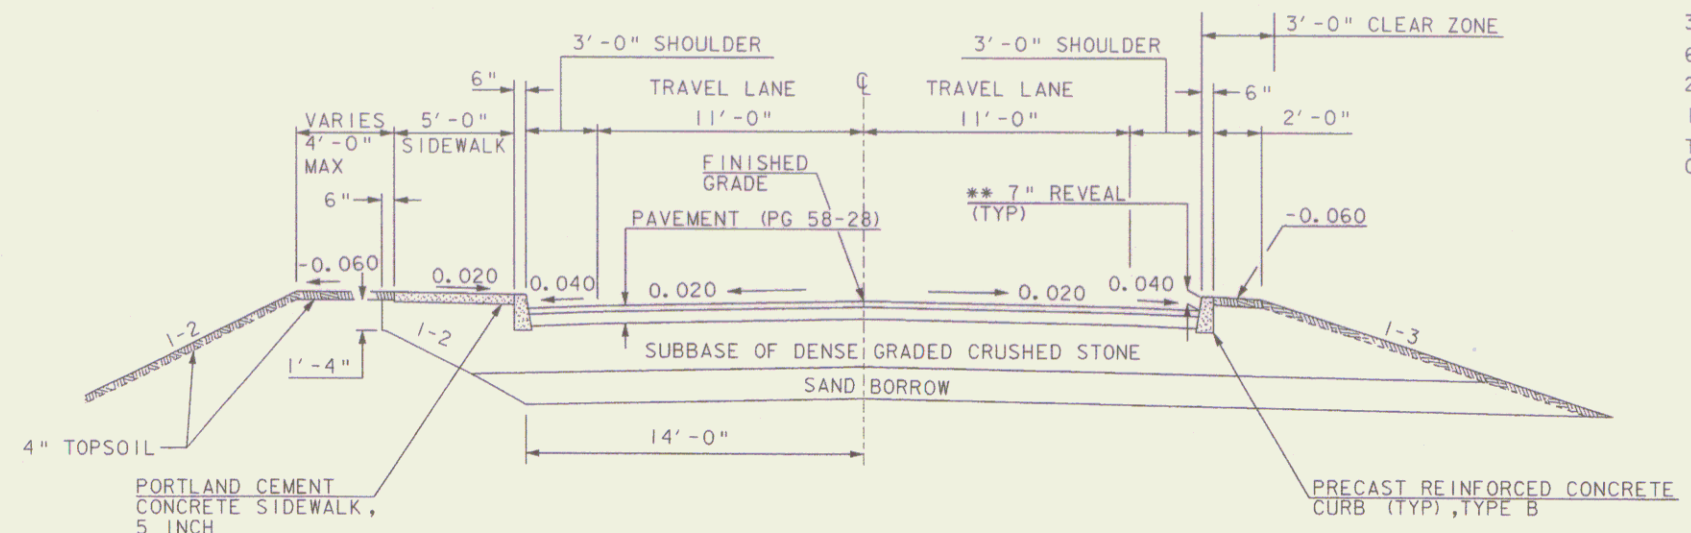 3'-0" CLEAR ZONE
3'-0" SHOULDER
3'-0" SHOULDER
6"
TRAVEL LANE
℄
TRAVEL LANE
6"
VARIES
4'-0"
MAX
5'-0"
SIDEWALK
11'-0"
11'-0"
2'-0"
FINISHED
GRADE
6"
** 7" REVEAL
(TYP)
PAVEMENT (PG 58-28)
-0.060
-0.060
0.020
0.040
0.020
0.020
0.040
1-2
1-2
1-3
1'-4"
SUBBASE OF DENSE GRADED CRUSHED STONE
SAND BORROW
14'-0"
4" TOPSOIL
PORTLAND CEMENT
CONCRETE SIDEWALK,
5 INCH
PRECAST REINFORCED CONCRETE
CURB (TYP),TYPE B